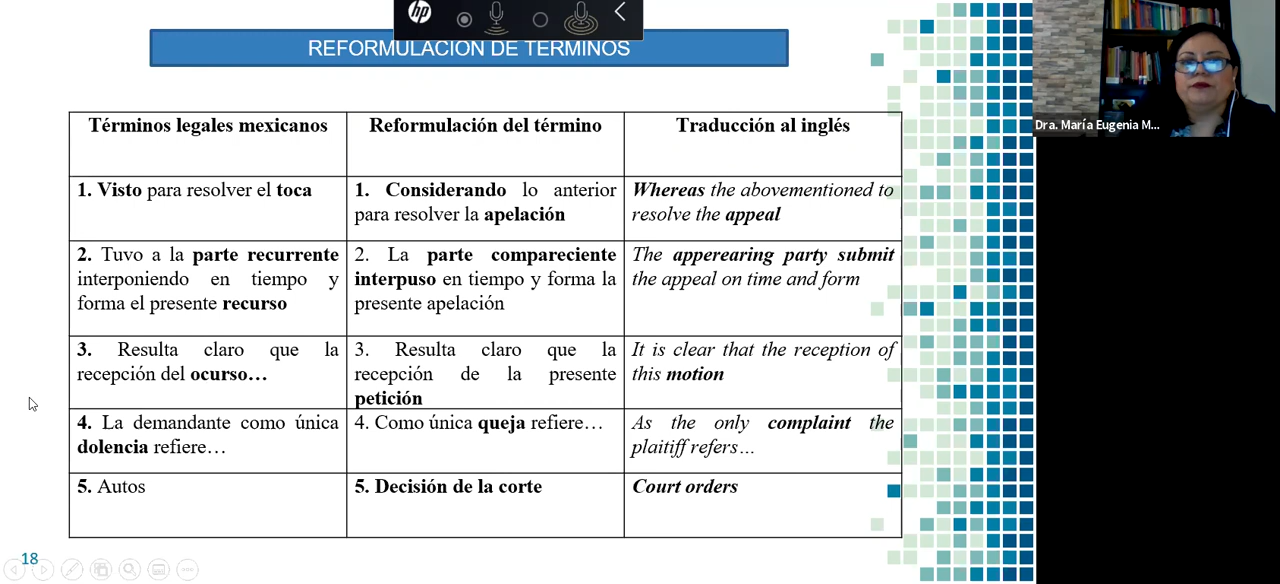 hp
REFORMULACIÓN DE TÉRMINOS
Términos legales mexicanos
Reformulación del término
Traducción al inglés
1. Visto para resolver el toca
1. Considerando lo anterior
para resolver la apelación
Whereas the abovementioned to
resolve the appeal
2. Tuvo a la parte recurrente
interponiendo en tiempo y
forma el presente recurso
2. La parte compareciente
interpuso en tiempo y forma la
presente apelación
The apperearing party submit
the appeal on time and form
3. Resulta claro que la
recepción del ocurso…
3. Resulta claro que la
recepción de la presente
petición
It is clear that the reception of
this motion
4. La demandante como única
dolencia refiere…
4. Como única queja refiere…
As the only complaint the
plaitiff refers…
5. Autos
5. Decisión de la corte
Court orders
18
Dra. María Eugenia M...